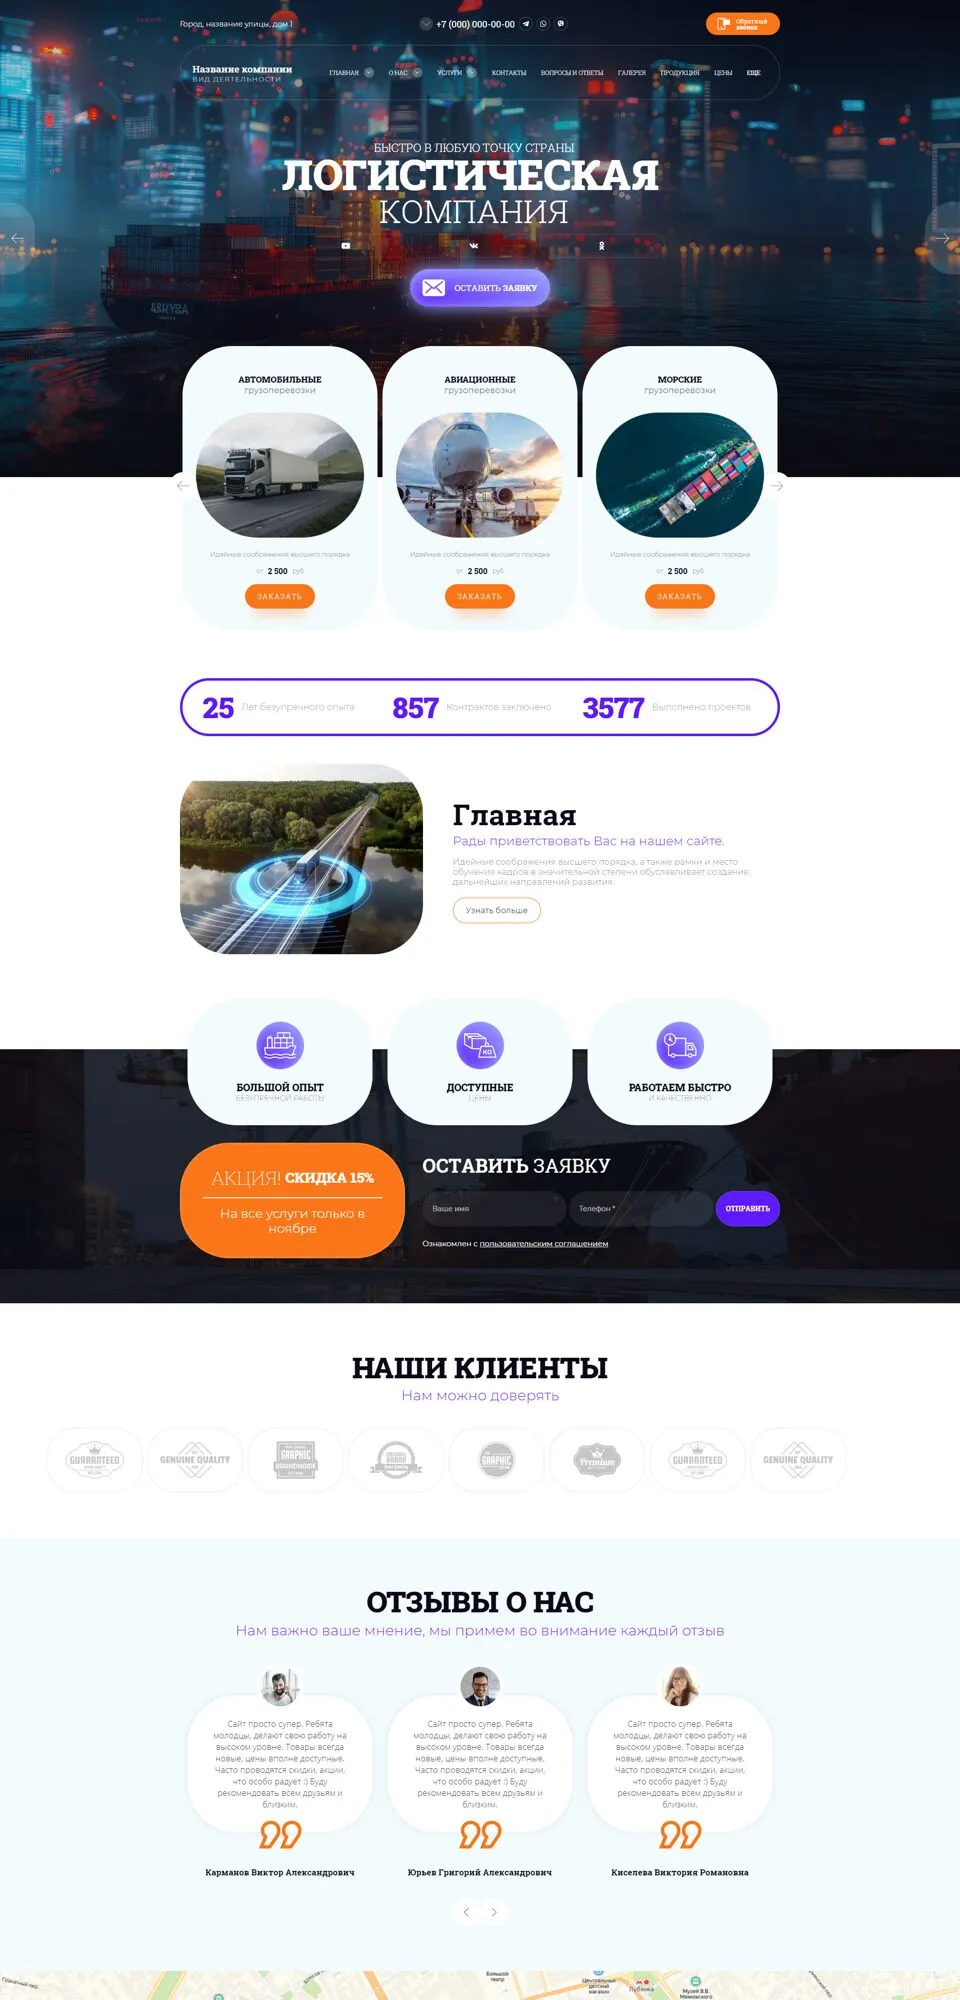 Город, название улицы, дом 1
+7 (000) 000-00-00
Обратный
звонок
Название компании
ВИД ДЕЯТЕЛЬНОСТИ
ГЛАВНАЯ
О НАС
УСЛУГИ
КОНТАКТЫ
ВОПРОСЫ И ОТВЕТЫ
ГАЛЕРЕЯ
ПРОДУКЦИЯ
ЦЕНЫ
ЕЩЕ
БЫСТРО В ЛЮБУЮ ТОЧКУ СТРАНЫ
ЛОГИСТИЧЕСКАЯ
КОМПАНИЯ
ОСТАВИТЬ ЗАЯВКУ
АВТОМОБИЛЬНЫЕ
грузоперевозки
Идейные соображения высшего порядка
от 2 500 руб
ЗАКАЗАТЬ
АВИАЦИОННЫЕ
грузоперевозки
Идейные соображения высшего порядка
от 2 500 руб
ЗАКАЗАТЬ
МОРСКИЕ
грузоперевозки
Идейные соображения высшего порядка
от 2 500 руб
ЗАКАЗАТЬ
25 Лет безупречного опыта
857 Контрактов заключено
3577 Выполнено проектов
Главная
Рады приветствовать Вас на нашем сайте.
Идейные соображения высшего порядка, а также рамки и место
обучения кадров в значительной степени обуславливает создание
дальнейших направлений развития.
Узнать больше
БОЛЬШОЙ ОПЫТ
БЕЗУПРЕЧНОЙ РАБОТЫ
KG
ДОСТУПНЫЕ
ЦЕНЫ
РАБОТАЕМ БЫСТРО
И КАЧЕСТВЕННО
АКЦИЯ! СКИДКА 15%
На все услуги только в
ноябре
ОСТАВИТЬ ЗАЯВКУ
Ваше имя
Телефон *
ОТПРАВИТЬ
Ознакомлен с пользовательским соглашением
НАШИ КЛИЕНТЫ
Нам можно доверять
GUARANTEED
GENUINE QUALITY
GRAPHIC
BRANDNAME
GRAPHIC
Premium
GUARANTEED
GENUINE QUALITY
ОТЗЫВЫ О НАС
Нам важно ваше мнение, мы примем во внимание каждый отзыв
Сайт просто супер. Ребята
молодцы, делают свою работу на
высоком уровне. Товары всегда
новые, цены вполне доступные.
Часто проводятся скидки, акции,
что особо радует :) Буду
рекомендовать всем друзьям и
близким.
Карманов Виктор Александрович
Сайт просто супер. Ребята
молодцы, делают свою работу на
высоком уровне. Товары всегда
новые, цены вполне доступные.
Часто проводятся скидки, акции,
что особо радует :) Буду
рекомендовать всем друзьям и
близким.
Юрьев Григорий Александрович
Сайт просто супер. Ребята
молодцы, делают свою работу на
высоком уровне. Товары всегда
новые, цены вполне доступные.
Часто проводятся скидки, акции,
что особо радует :) Буду
рекомендовать всем друзьям и
близким.
Киселева Виктория Романовна
Гранатный пер.
Большой
театр
Центральный
детский
магазин
Лубянка
Музей В.В.
Маяковского